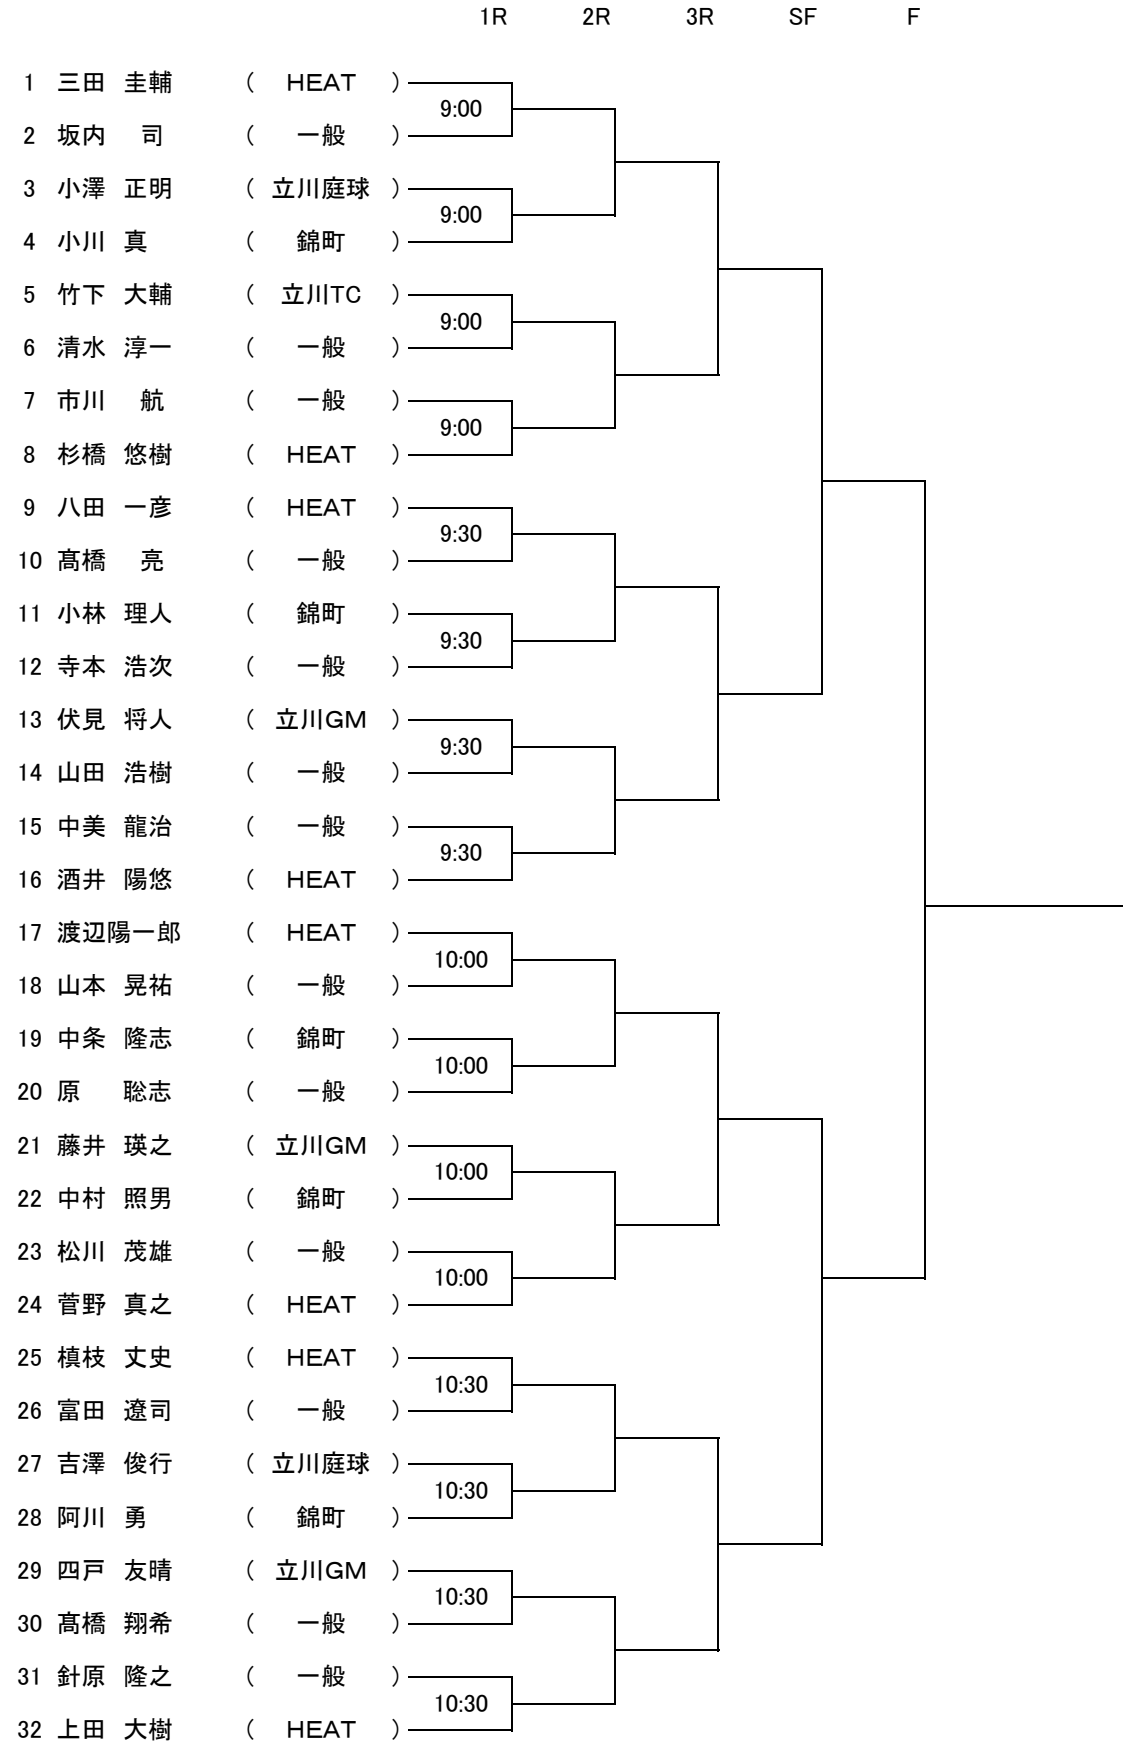 1R 2R 3R SF F
1 三田 圭輔 ( HEAT )
9:00
2 坂内 司 ( 一般 )
3 小澤 正明 ( 立川庭球 )
9:00
4 小川 真 ( 錦町 )
5 竹下 大輔 ( 立川TC )
9:00
6 清水 淳一 ( 一般 )
7 市川 航 ( 一般 )
9:00
8 杉橋 悠樹 ( HEAT )
9 八田 一彦 ( HEAT )
9:30
10 髙橋 亮 ( 一般 )
11 小林 理人 ( 錦町 )
9:30
12 寺本 浩次 ( 一般 )
13 伏見 将人 ( 立川GM )
9:30
14 山田 浩樹 ( 一般 )
15 中美 龍治 ( 一般 )
9:30
16 酒井 陽悠 ( HEAT )
17 渡辺陽一郎 ( HEAT )
10:00
18 山本 晃祐 ( 一般 )
19 中条 隆志 ( 錦町 )
10:00
20 原 聡志 ( 一般 )
21 藤井 瑛之 ( 立川GM )
10:00
22 中村 照男 ( 錦町 )
23 松川 茂雄 ( 一般 )
10:00
24 菅野 真之 ( HEAT )
25 槙枝 丈史 ( HEAT )
10:30
26 富田 遼司 ( 一般 )
27 吉澤 俊行 ( 立川庭球 )
10:30
28 阿川 勇 ( 錦町 )
29 四戸 友晴 ( 立川GM )
10:30
30 髙橋 翔希 ( 一般 )
31 針原 隆之 ( 一般 )
10:30
32 上田 大樹 ( HEAT )